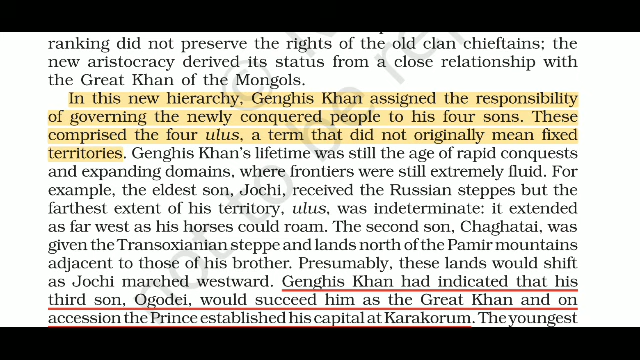 ranking did not preserve the rights of the old clan chieftains; the
new aristocracy derived its status from a close relationship with
the Great Khan of the Mongols.
In this new hierarchy, Genghis Khan assigned the responsibility
of governing the newly conquered people to his four sons. These
comprised the four ulus, a term that did not originally mean fixed
territories. Genghis Khan's lifetime was still the age of rapid conquests
and expanding domains, where frontiers were still extremely fluid. For
example, the eldest son, Jochi, received the Russian steppes but the
farthest extent of his territory, ulus, was indeterminate: it extended
as far west as his horses could roam. The second son, Chaghatai, was
given the Transoxianian steppe and lands north of the Pamir mountains
adjacent to those of his brother. Presumably, these lands would shift
as Jochi marched westward. Genghis Khan had indicated that his
third son, Ogodei, would succeed him as the Great Khan and on
accession the Prince established his capital at Karakorum. The youngest